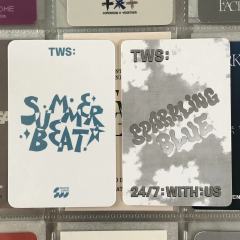 TWS:
SUMMER
BEAT
TWS:
SPARKLING
BLUE
24/7:WITH:US